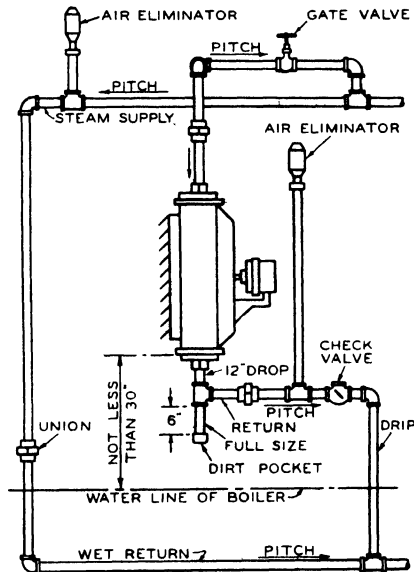 AIR ELIMINATOR
GATE VALVE
PITCH
PITCH
STEAM SUPPLY
AIR ELIMINATOR
12" DROP
CHECK
VALVE
NOT LESS
THAN 30"
6"
RETURN
PITCH
FULL SIZE
DIRT POCKET
UNION
DRIP
WATER LINE OF BOILER
WET RETURN
PITCH